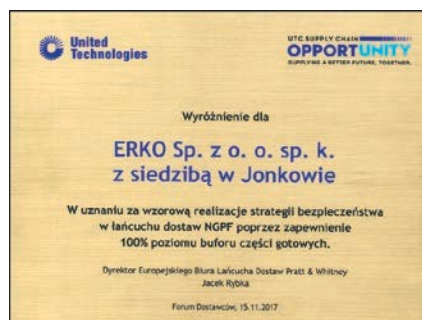 United
Technologies
UTC SUPPLY CHAIN
OPPORTUNITY
SUPPLYING A BETTER FUTURE, TOGETHER.
Wyróżnienie dla
ERKO Sp. z o. o. sp. k.
z siedzibą w Jonkowie
W uznaniu za wzorową realizacje strategii bezpieczeństwa
w łańcuchu dostaw NGPF poprzez zapewnienie
100% poziomu buforu części gotowych.
Dyrektor Europejskiego Biura Łańcucha Dostaw Pratt & Whitney
Jacek Rybka
Forum Dostawców, 15.11.2017